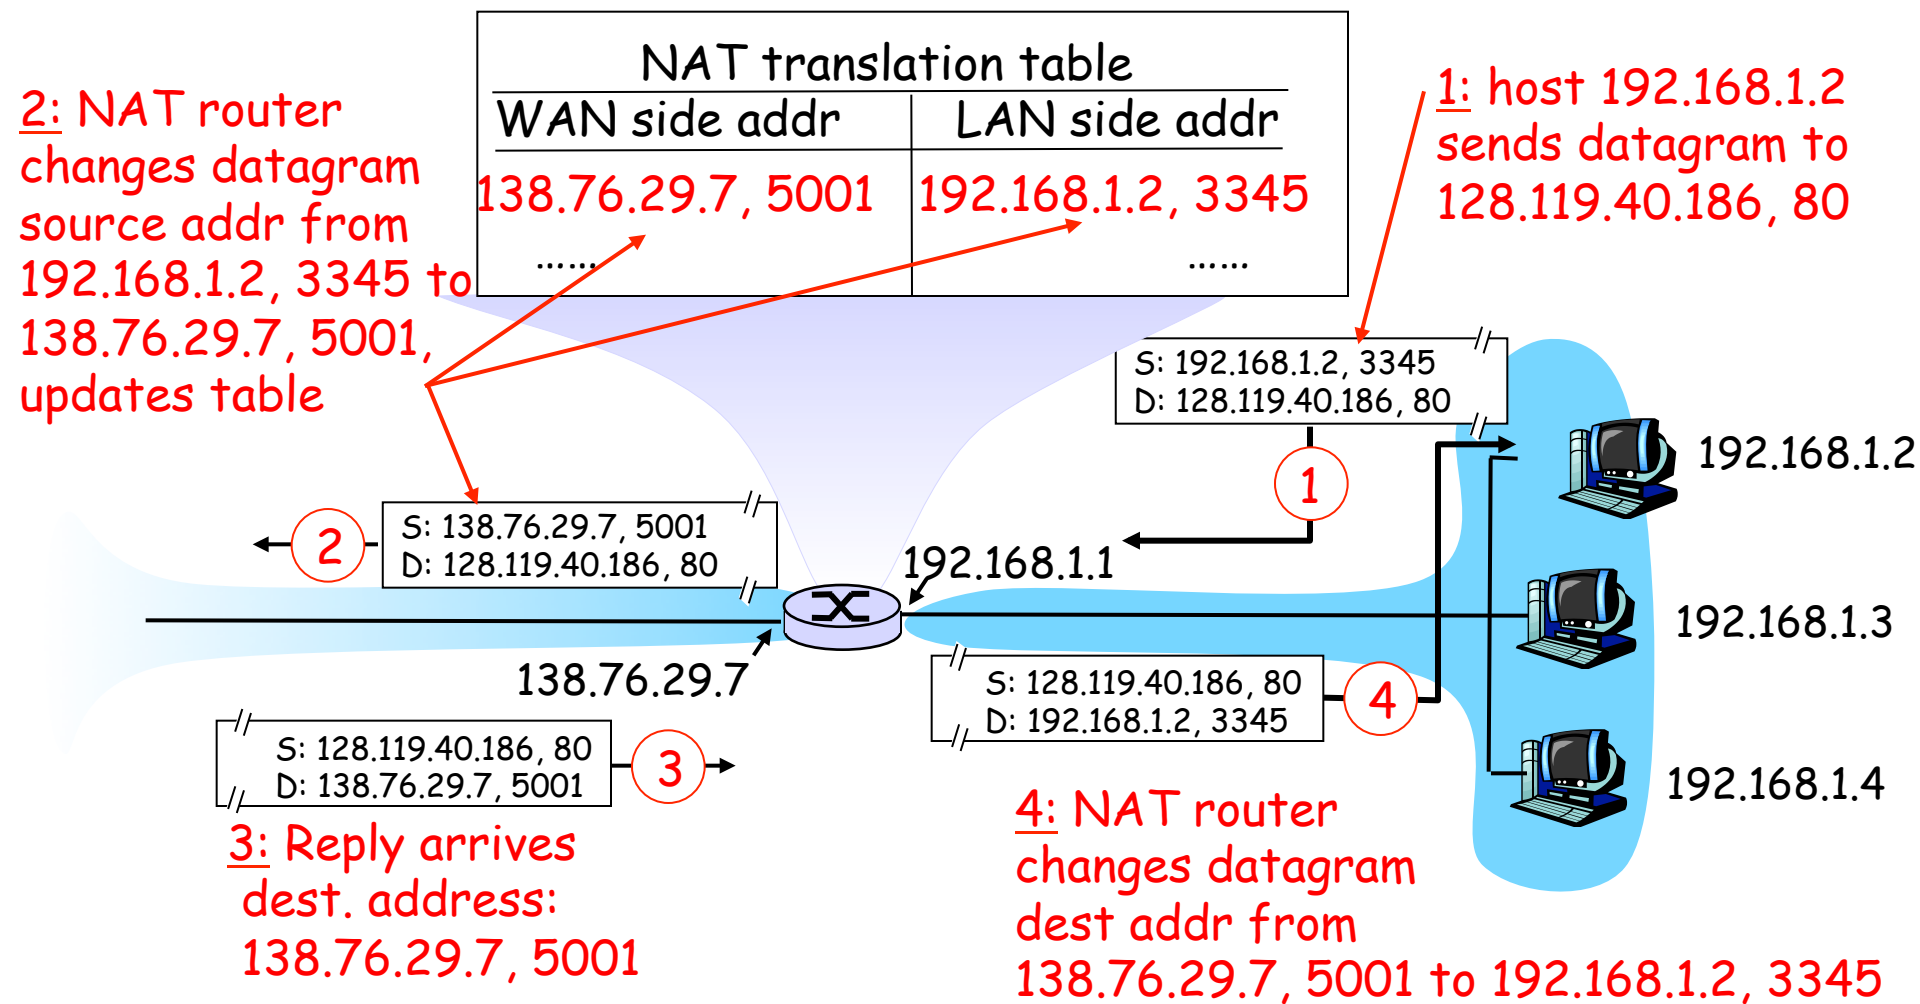 NAT translation table
WAN side addr LAN side addr
138.76.29.7, 5001 192.168.1.2, 3345
...... ......
2: NAT router
changes datagram
source addr from
192.168.1.2, 3345 to
138.76.29.7, 5001,
updates table
1: host 192.168.1.2
sends datagram to
128.119.40.186, 80
S: 192.168.1.2, 3345
D: 128.119.40.186, 80
1
192.168.1.2
S: 138.76.29.7, 5001
D: 128.119.40.186, 80
2
192.168.1.1
192.168.1.3
138.76.29.7
S: 128.119.40.186, 80
D: 192.168.1.2, 3345
4
S: 128.119.40.186, 80
D: 138.76.29.7, 5001
3
192.168.1.4
3: Reply arrives
dest. address:
138.76.29.7, 5001
4: NAT router
changes datagram
dest addr from
138.76.29.7, 5001 to 192.168.1.2, 3345